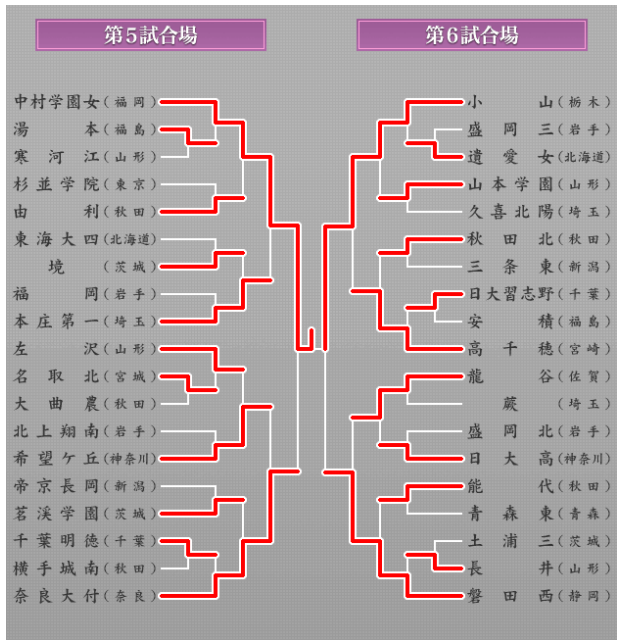 第5試合場
中村学園女(福岡)
湯本(福島)
寒河江(山形)
杉並学院(東京)
由利(秋田)
東海大四(北海道)
境(茨城)
福岡(岩手)
本庄第一(埼玉)
左沢(山形)
名取北(宮城)
大曲農(秋田)
北上翔南(岩手)
希望ケ丘(神奈川)
帝京長岡(新潟)
茗溪学園(茨城)
千葉明徳(千葉)
横手城南(秋田)
奈良大付(奈良)
第6試合場
小山(栃木)
盛岡三(岩手)
遺愛女(北海道)
山本学園(山形)
久喜北陽(埼玉)
秋田北(秋田)
三条東(新潟)
日大習志野(千葉)
安積(福島)
高千穂(宮崎)
龍谷(佐賀)
蕨(埼玉)
盛岡北(岩手)
日大高(神奈川)
能代(秋田)
青森東(青森)
土浦三(茨城)
長井(山形)
磐田西(静岡)